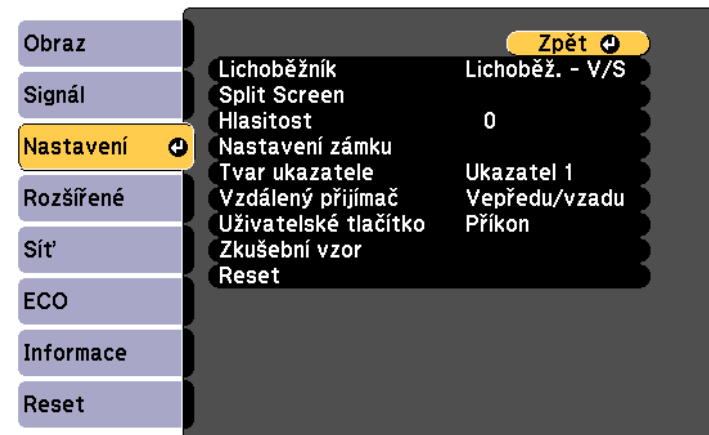 Obraz
Signál
Nastavení
Rozšířené
Síť
ECO
Informace
Reset
Zpět
Lichoběžník Lichoběž. - V/S
Split Screen
Hlasitost 0
Nastavení zámku
Tvar ukazatele Ukazatel 1
Vzdálený přijímač Vepředu/vzadu
Uživatelské tlačítko Příkon
Zkušební vzor
Reset